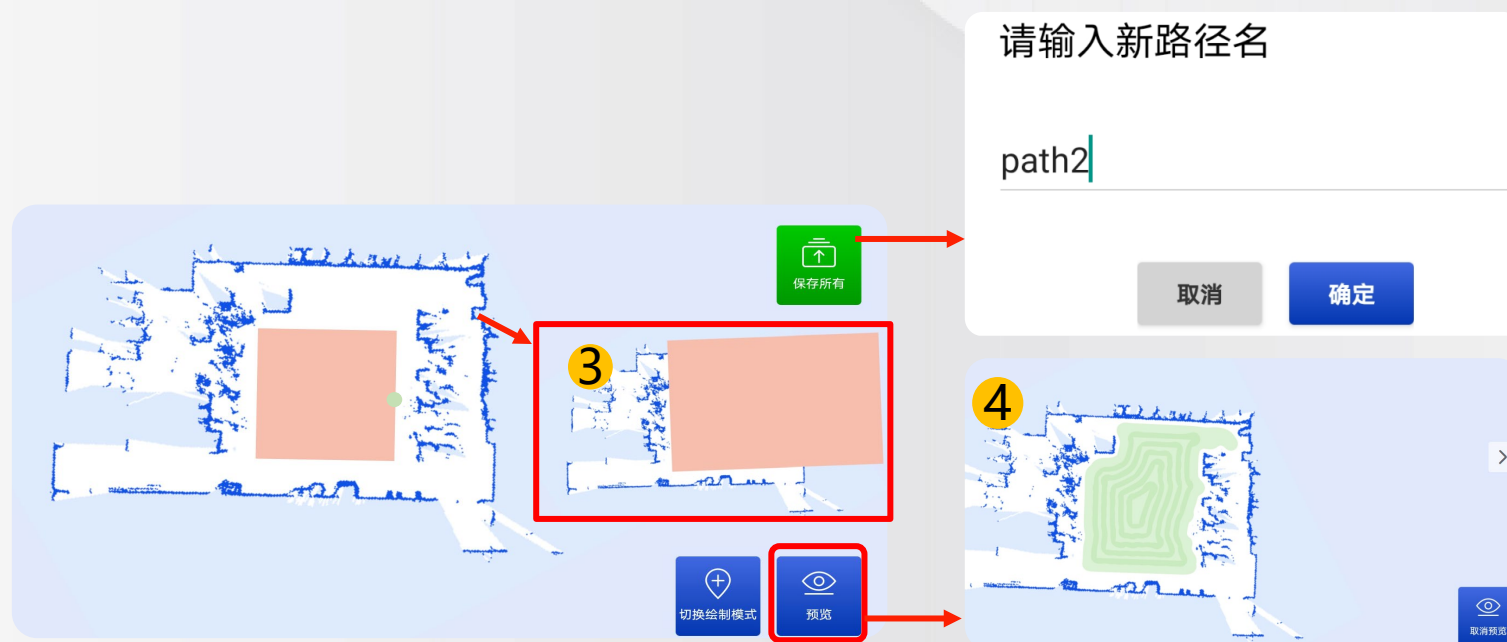 请输入新路径名
path2
取消
确定
保存所有
3
切换绘制模式
预览
4
取消预览